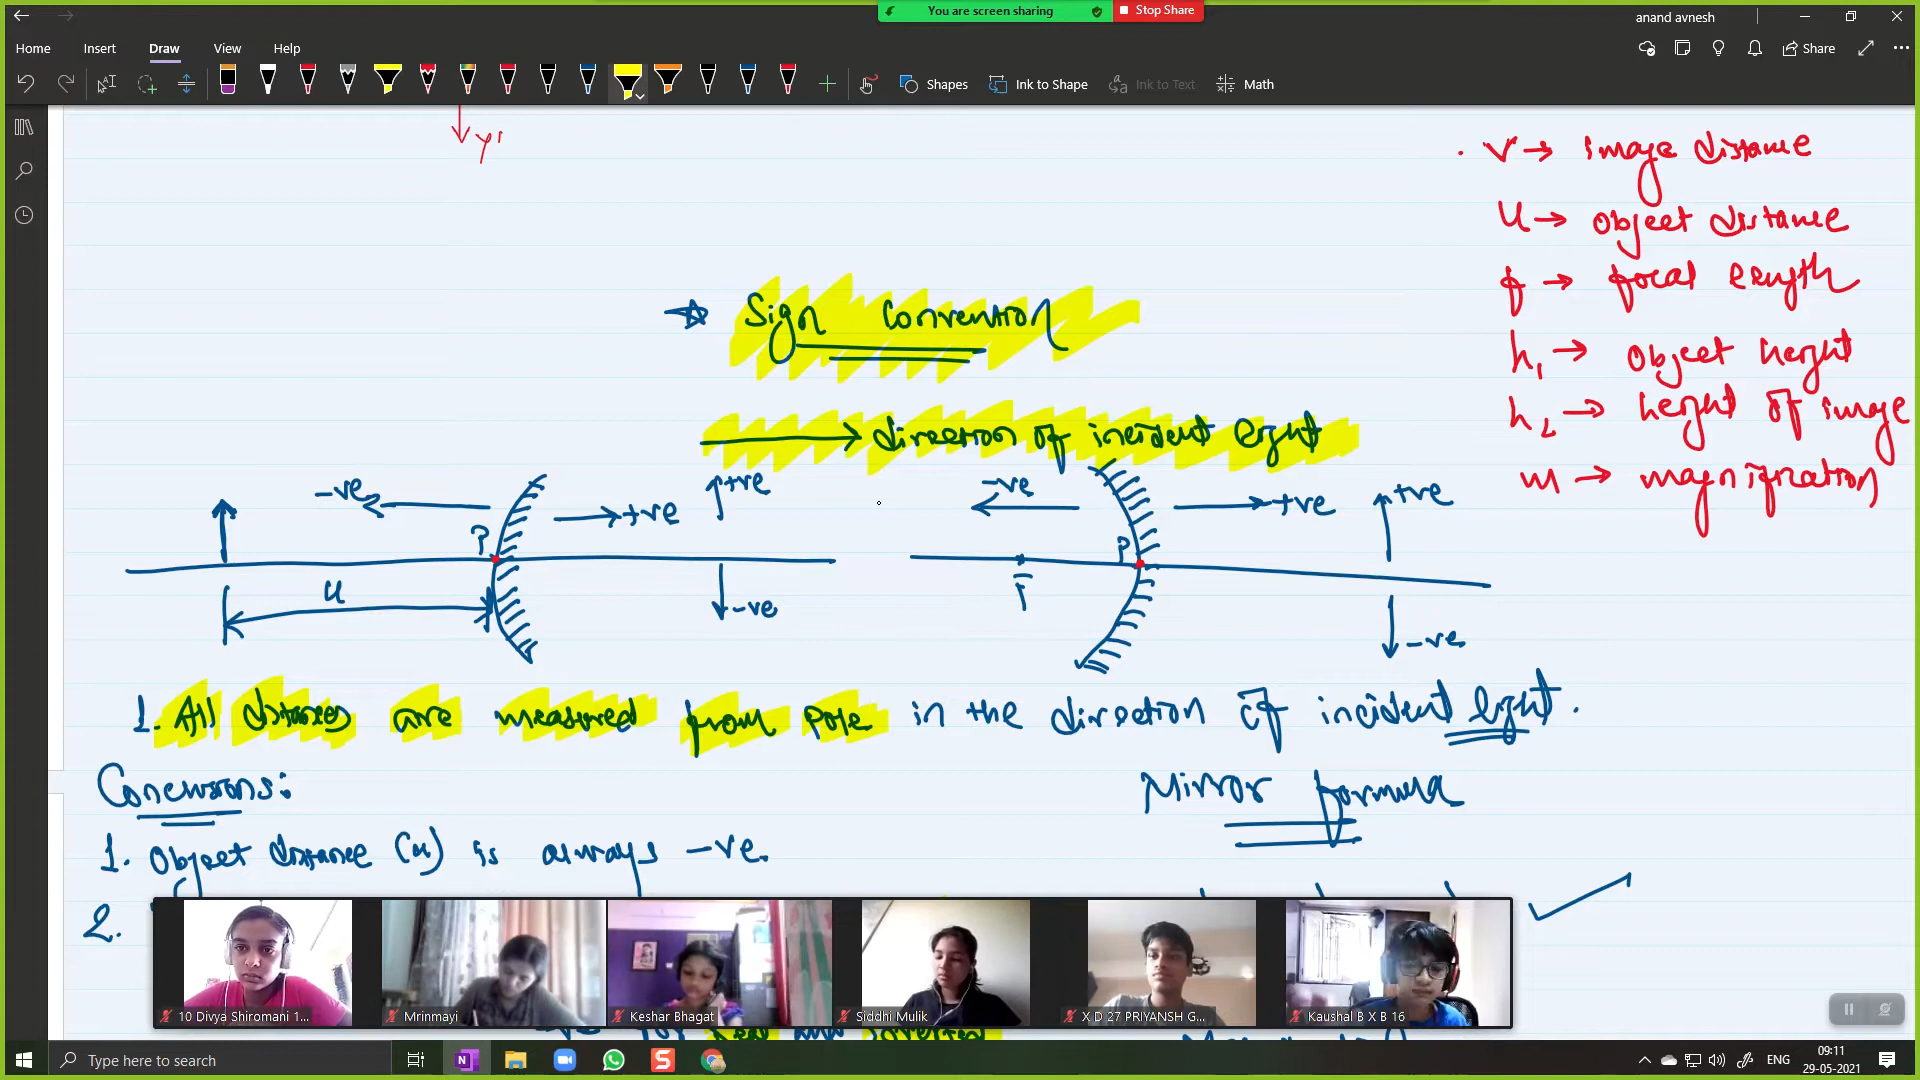 You are screen sharing
Stop Share
anand avnesh
Home Insert Draw View Help
Share
Shapes Ink to Shape Ink to Text Math
y'
v → image distance
u → object distance
f → focal length
h₁ → object height
h₂ → height of image
m → magnification
Sign Convention
direction of incident light
-ve +ve +ve -ve +ve +ve
P P
u F
-ve -ve
1. All distances are measured from pole in the direction of incident light.
Conclusions: Mirror formula
1. Object distance (u) is always -ve.
2.
10 Divya Shiromani 1...
Mrinmayi
Keshar Bhagat
Siddhi Mulik
X D 27 PRIYANSH G...
Kaushal B X B 16
Type here to search
ENG
09:11
29-05-2021